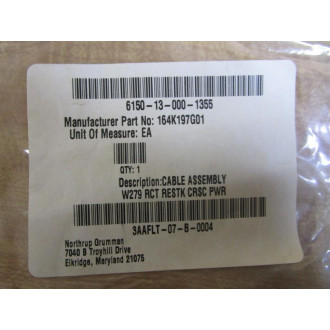 6150-13-000-1355
Manufacturer Part No: 164K197G01
Unit Of Measure: EA
QTY: 1
Description:CABLE ASSEMBLY
W279 RCT RESTK CRSC PWR
3AAFLT-07-B-0004
Northrup Grumman
7040 B Troyhill Drive
Elkridge, Maryland 21075